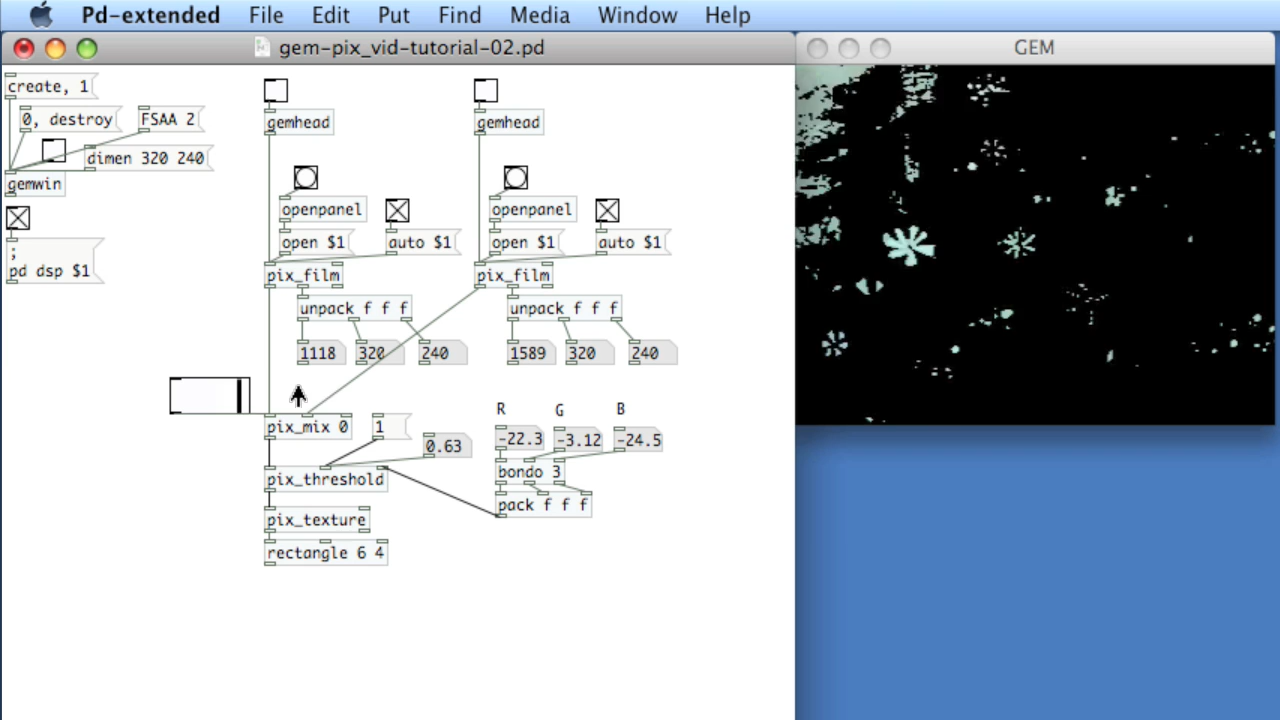 Pd-extended File Edit Put Find Media Window Help
gem-pix_vid-tutorial-02.pd
GEM
create, 1
0, destroy
FSAA 2
dimen 320 240
gemwin
;
pd dsp $1
gemhead
gemhead
openpanel
openpanel
open $1
auto $1
open $1
auto $1
pix_film
pix_film
unpack f f f
unpack f f f
1118
320
240
1589
320
240
R
G
B
pix_mix 0
1
0.63
-22.3
-3.12
-24.5
bondo 3
pix_threshold
pack f f f
pix_texture
rectangle 6 4